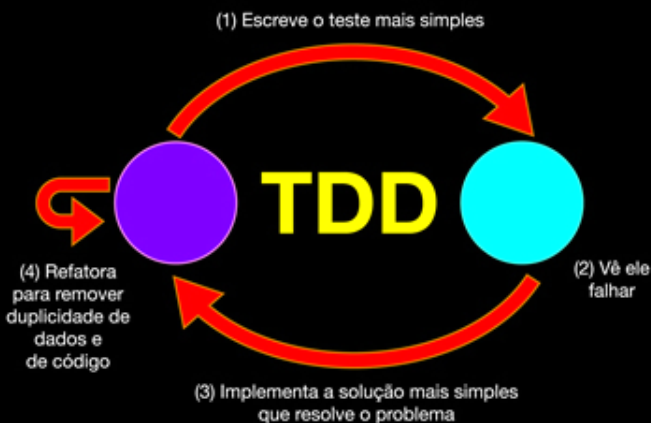 (1) Escreve o teste mais simples
TDD
(2) Vê ele
falhar
(3) Implementa a solução mais simples
que resolve o problema
(4) Refatora
para remover
duplicidade de
dados e
de código